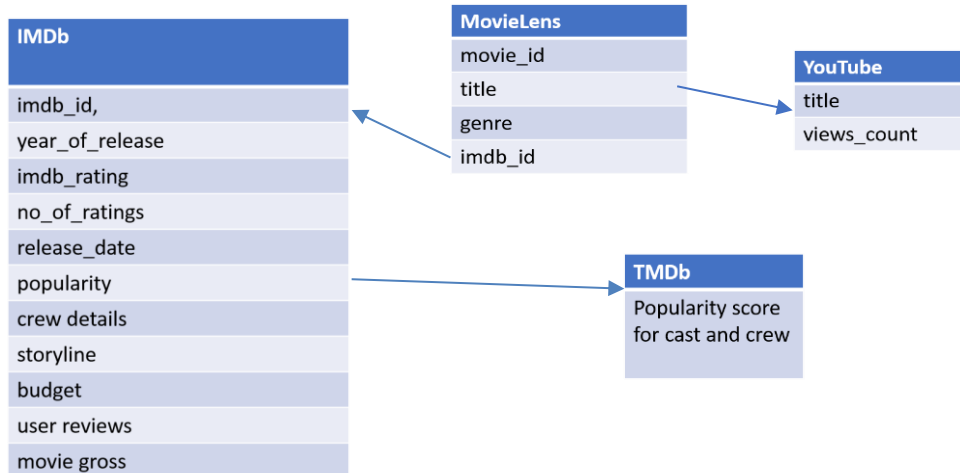 IMDb
imdb_id,
year_of_release
imdb_rating
no_of_ratings
release_date
popularity
crew details
storyline
budget
user reviews
movie gross
MovieLens
movie_id
title
genre
imdb_id
YouTube
title
views_count
TMDb
Popularity score
for cast and crew